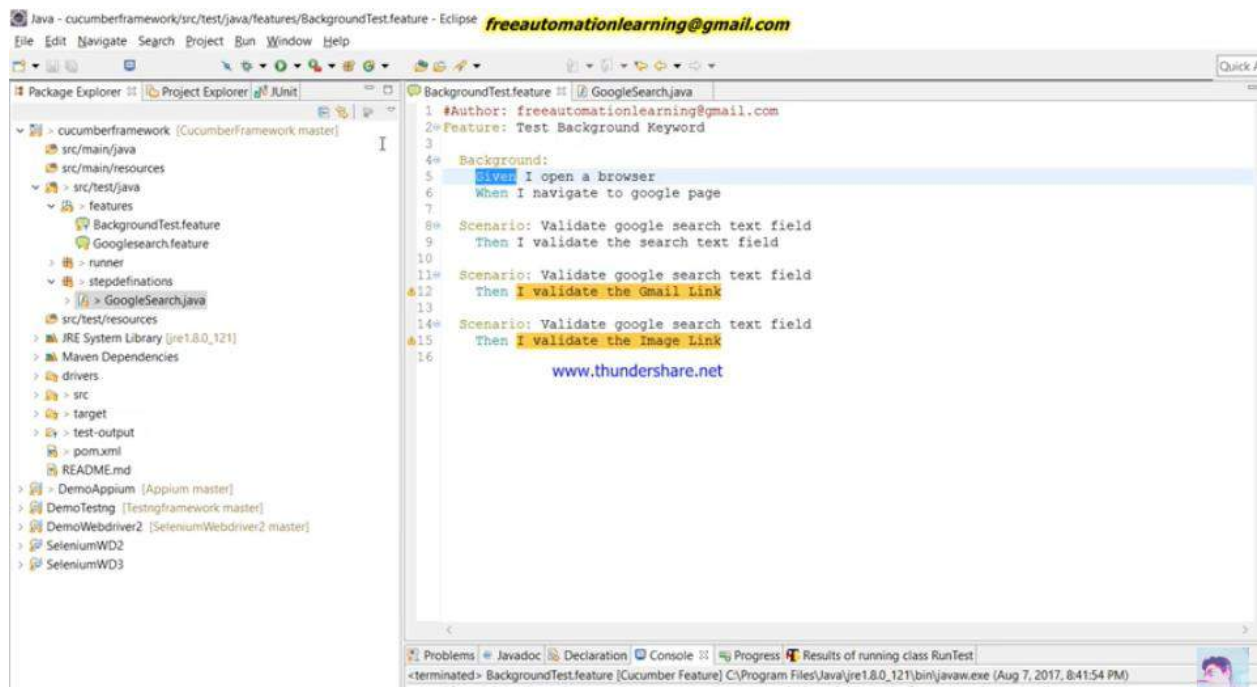 Java - cucumberframework/src/test/java/features/BackgroundTest.feature - Eclipse freeautomationlearning@gmail.com
File Edit Navigate Search Project Run Window Help
Quick
Package Explorer Project Explorer JUnit
BackgroundTest.feature GoogleSearch.java
> cucumberframework [CucumberFramework master]
src/main/java
src/main/resources
> src/test/java
> features
BackgroundTest.feature
Googlesearch.feature
> runner
> stepdefinations
> GoogleSearch.java
src/test/resources
JRE System Library [jre1.8.0_121]
Maven Dependencies
drivers
> src
> target
> test-output
> pom.xml
README.md
> DemoAppium [Appium master]
DemoTestng [Testngframework master]
DemoWebdriver2 [SeleniumWebdriver2 master]
SeleniumWD2
SeleniumWD3
1 #Author: freeautomationlearning@gmail.com
2 Feature: Test Background Keyword
3
4 Background:
5 Given I open a browser
6 When I navigate to google page
7
8 Scenario: Validate google search text field
9 Then I validate the search text field
10
11 Scenario: Validate google search text field
12 Then I validate the Gmail Link
13
14 Scenario: Validate google search text field
15 Then I validate the Image Link
16
www.thundershare.net
Problems Javadoc Declaration Console Progress Results of running class RunTest
<terminated> BackgroundTest.feature [Cucumber Feature] C:\Program Files\Java\jre1.8.0_121\bin\javaw.exe (Aug 7, 2017, 8:41:54 PM)